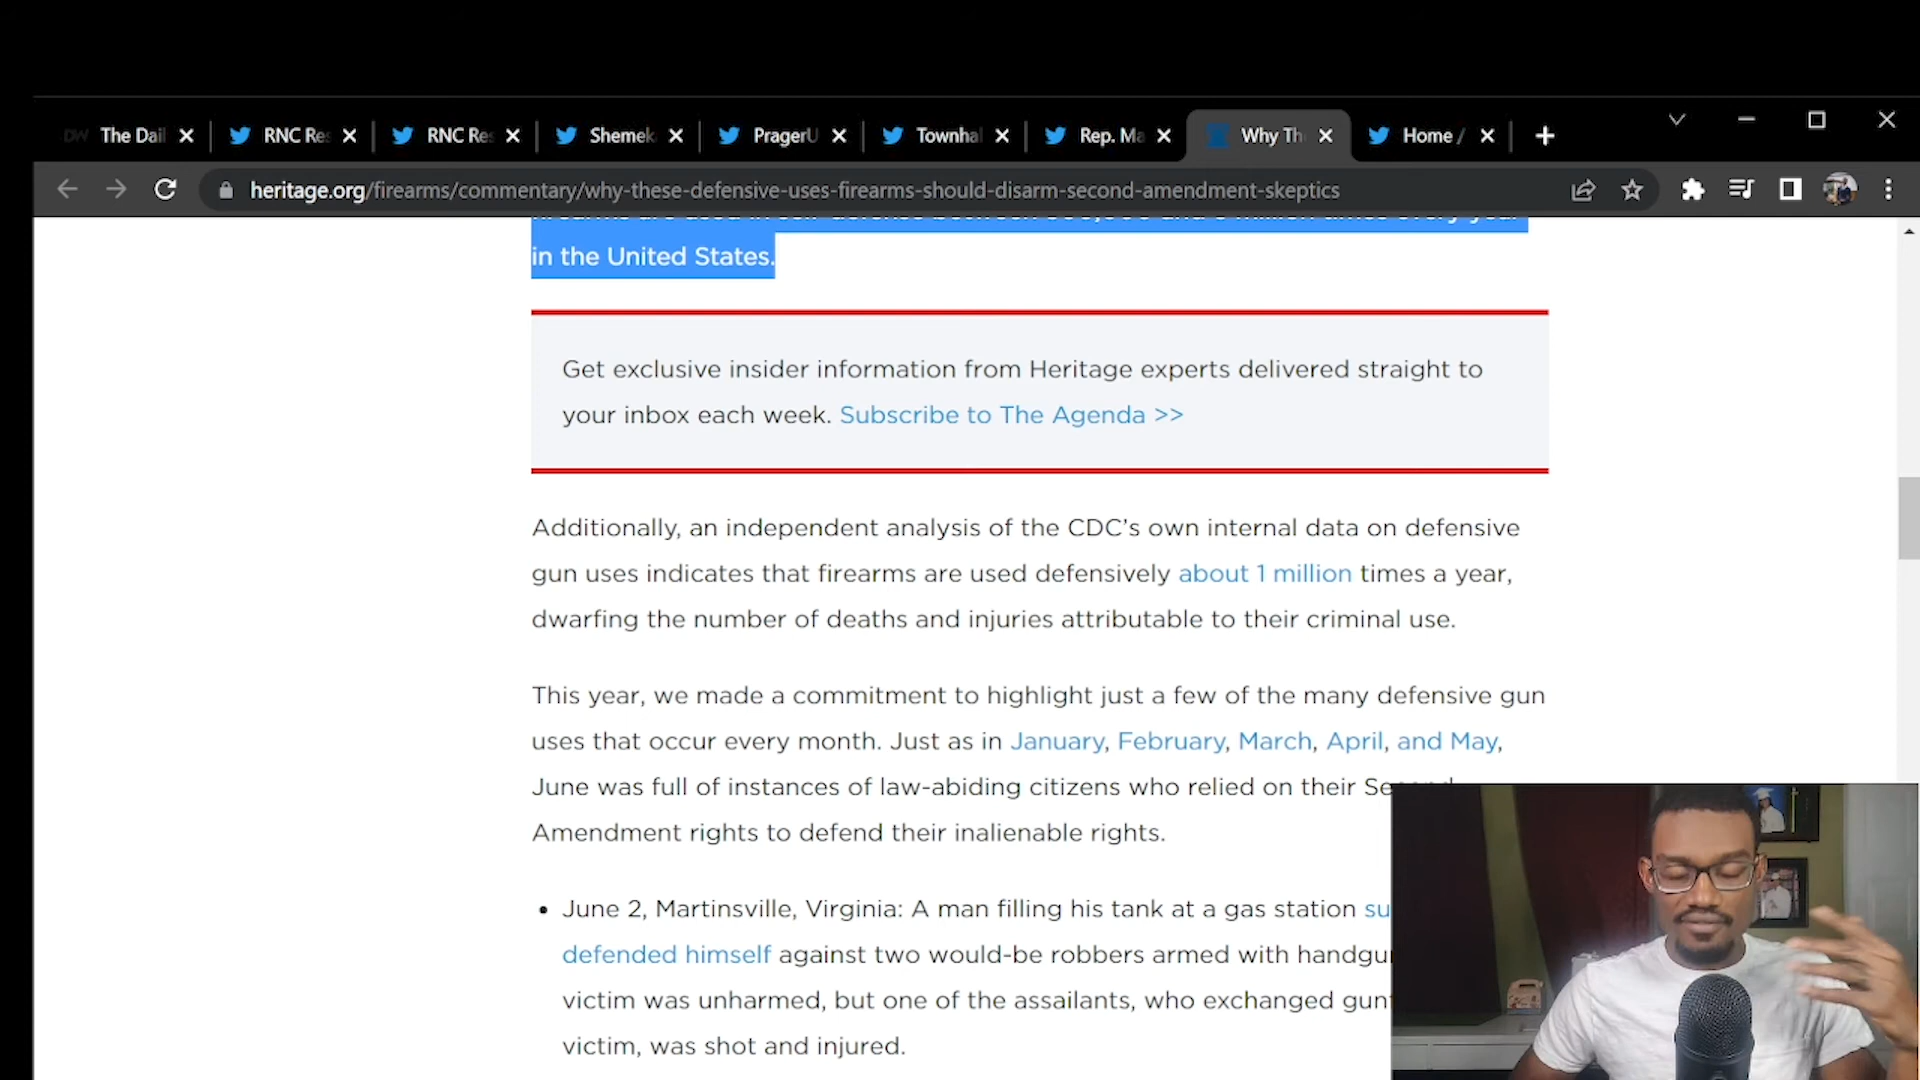 The Dail
RNC Res
RNC Res
Shemek
PragerU
Townhal
Rep. Ma
Why Th
Home /
heritage.org/firearms/commentary/why-these-defensive-uses-firearms-should-disarm-second-amendment-skeptics
in the United States.
Get exclusive insider information from Heritage experts delivered straight to
your inbox each week. Subscribe to The Agenda >>
Additionally, an independent analysis of the CDC's own internal data on defensive
gun uses indicates that firearms are used defensively about 1 million times a year,
dwarfing the number of deaths and injuries attributable to their criminal use.
This year, we made a commitment to highlight just a few of the many defensive gun
uses that occur every month. Just as in January, February, March, April, and May,
June was full of instances of law-abiding citizens who relied on their
Amendment rights to defend their inalienable rights.
• June 2, Martinsville, Virginia: A man filling his tank at a gas station su
defended himself against two would-be robbers armed with handgu
victim was unharmed, but one of the assailants, who exchanged gun
victim, was shot and injured.